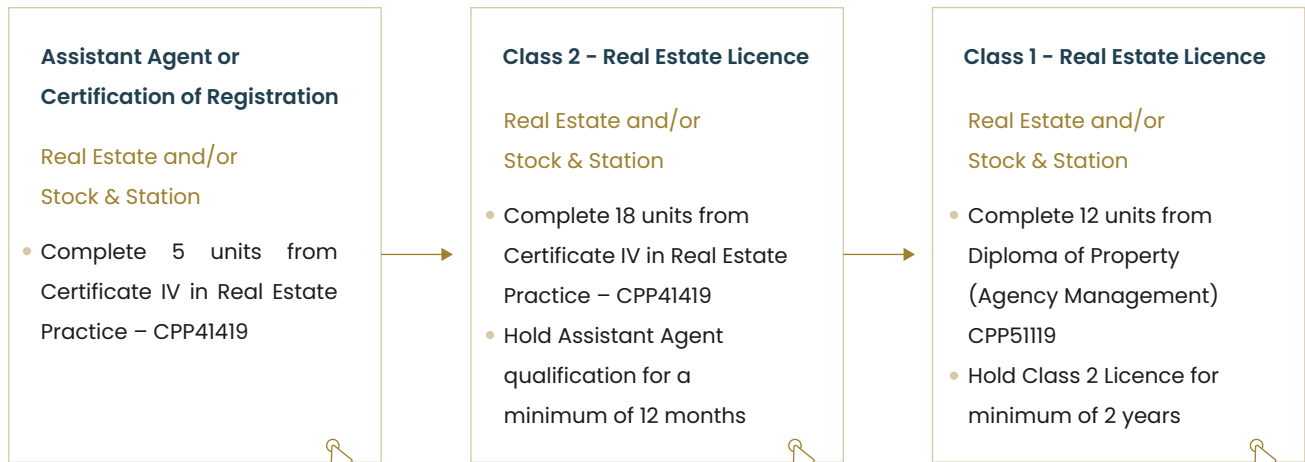 Assistant Agent or
Certification of Registration
Real Estate and/or
Stock & Station
Complete 5 units from
Certificate IV in Real Estate
Practice – CPP41419
Class 2 - Real Estate Licence
Real Estate and/or
Stock & Station
Complete 18 units from
Certificate IV in Real Estate
Practice – CPP41419
Hold Assistant Agent
qualification for a
minimum of 12 months
Class 1 - Real Estate Licence
Real Estate and/or
Stock & Station
Complete 12 units from
Diploma of Property
(Agency Management)
CPP51119
Hold Class 2 Licence for
minimum of 2 years